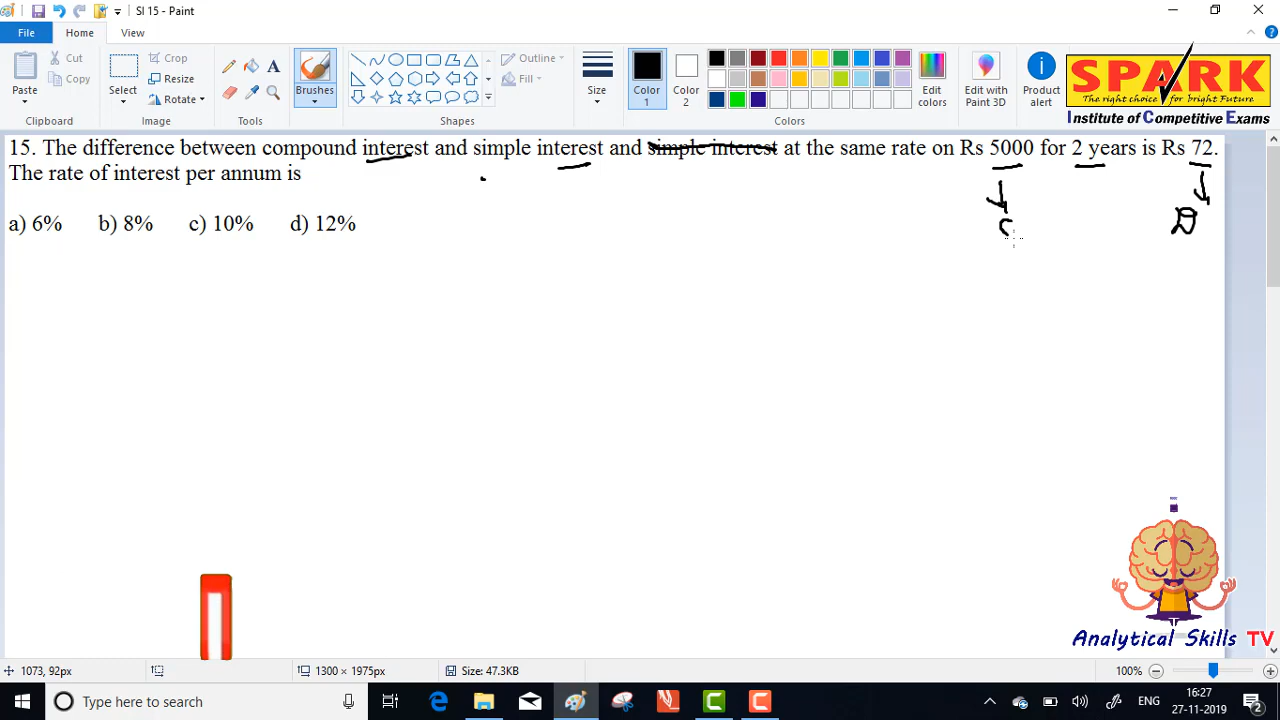 SI 15 - Paint
File Home View
Paste Cut Copy Clipboard
Select Crop Resize Rotate Image
Tools
Brushes
Outline Fill Shapes
Size
Color 1 Color 2 Edit colors Colors
Edit with Paint 3D
Product alert
SPARK
The right choice for bright Future
Institute of Competitive Exams
15. The difference between compound interest and simple interest and simple interest at the same rate on Rs 5000 for 2 years is Rs 72.
The rate of interest per annum is
a) 6% b) 8% c) 10% d) 12%
D
Analytical Skills TV
1073, 92px 1300 × 1975px Size: 47.3KB 100%
Type here to search
ENG 16:27
27-11-2019 2